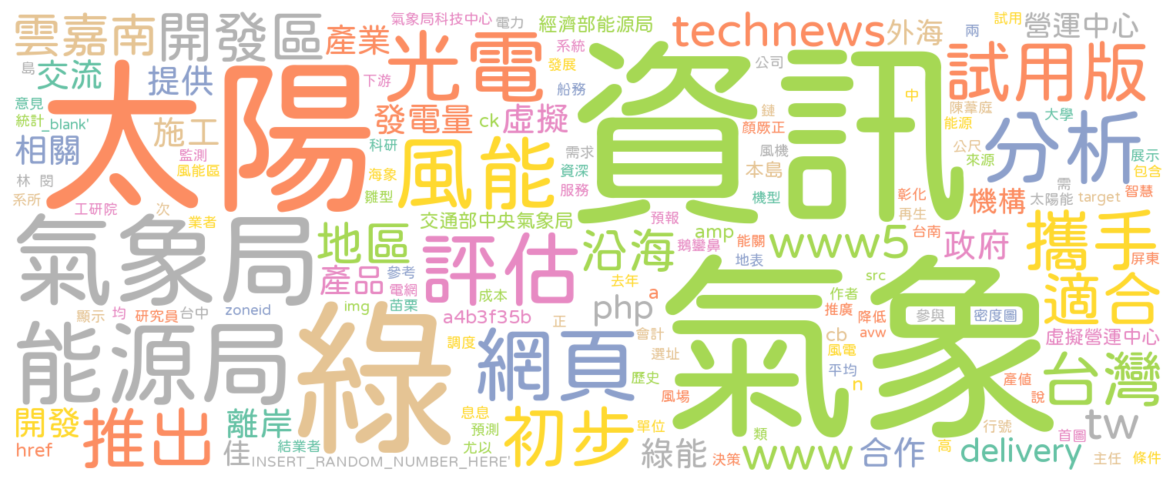 雲嘉南
開發區
產業
氣象局科技中心
電力
經濟部能源局
technews
外海
試用
兩
營運中心
島
交流
提供
下游
光電
系統
發展
船務
公司
試用版
太陽
資訊
氣象
意見
統計
_blank'
相關
施工
監測
風能區
發電量
ck
虛擬
科研
風能
海象
雛型
需求
資深
服務
顏厥正
鏈
風機
機型
本島
中
陳葦庭
能源
公尺
來源
大學
分析
展示
包含
智慧
林
閔
系所
工研院
次
業者
交通部中央氣象局
預報
amp
鵝鑾鼻
能關
地表
www5
彰化
再生
台南
機構
需
太陽能
target
政府
攜手
屏東
氣象局
地區
產品
參考
電網
評估
沿海
去年
src
作者
推廣
降低
參與
密度圖
適合
顯示
均
研究員
台中
zoneid
img
苗栗
成本
a4b3f35b
正
php
a
會計
cb
avw
虛擬營運中心
能源局
綠
調度
網頁
選址
歷史
風電
平均
n
產值
說
台灣
開發
推出
離岸
href
佳
結業者
INSERT_RANDOM_NUMBER_HERE'
息息
預測
尤以
初步
單位
風場
綠能
決策
類
www
合作
高
行號
delivery
首圖
tw
主任
條件